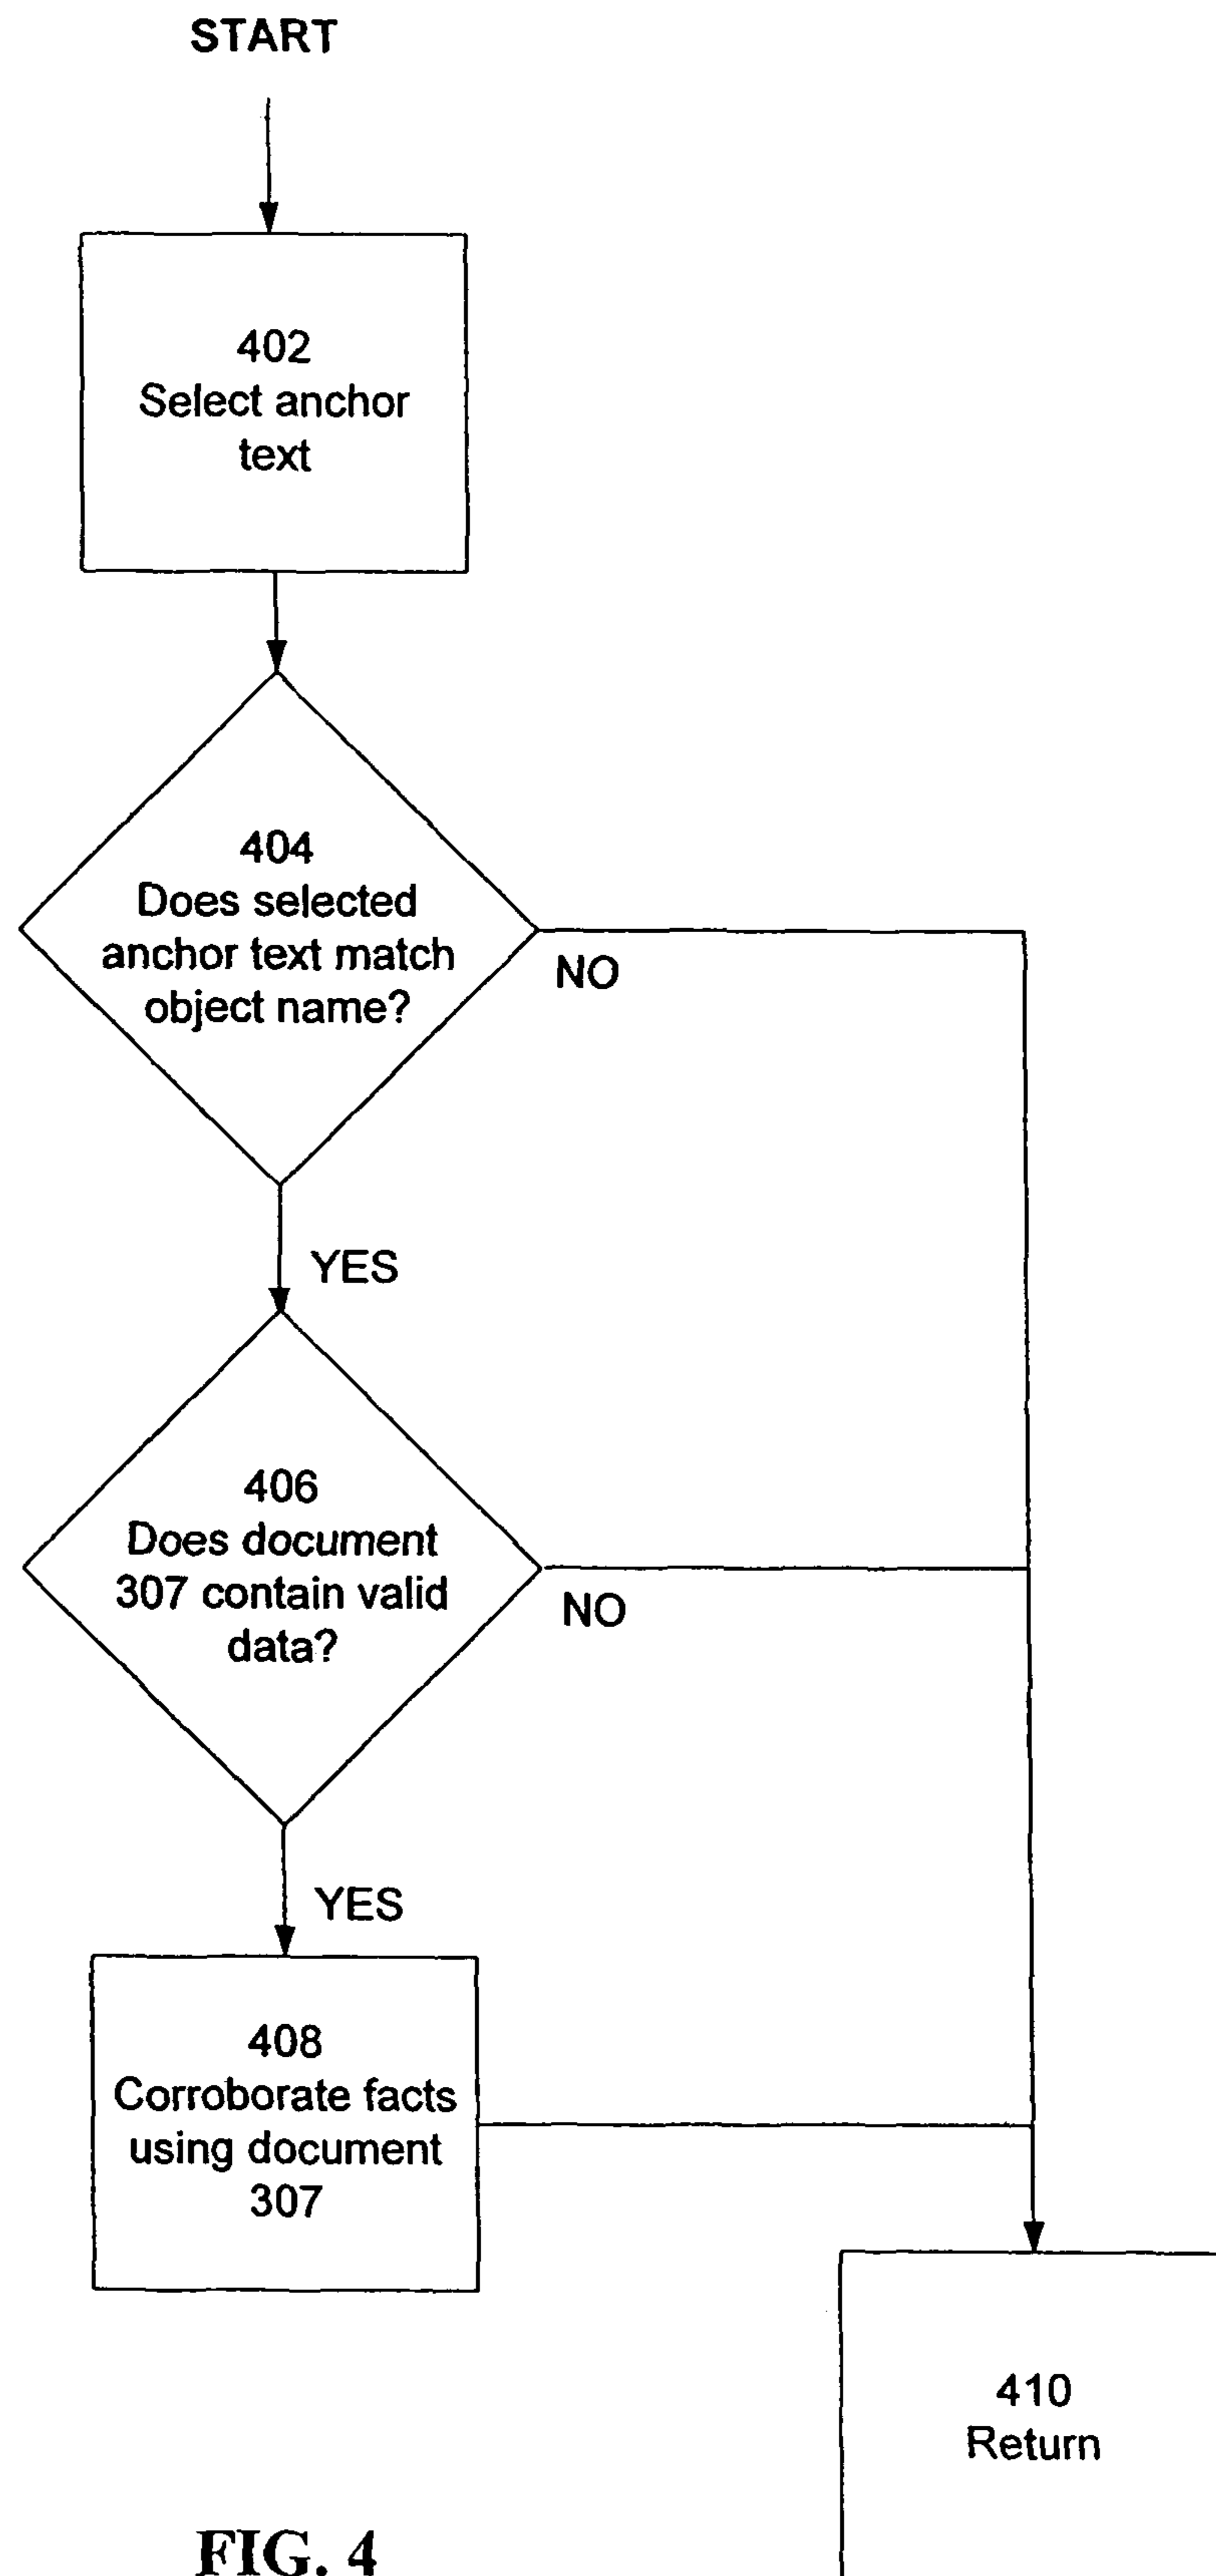 START
402
Select anchor
text
404
Does selected
anchor text match
object name?
NO
YES
406
Does document
307 contain valid
data?
NO
YES
408
Corroborate facts
using document
307
410
Return
FIG. 4